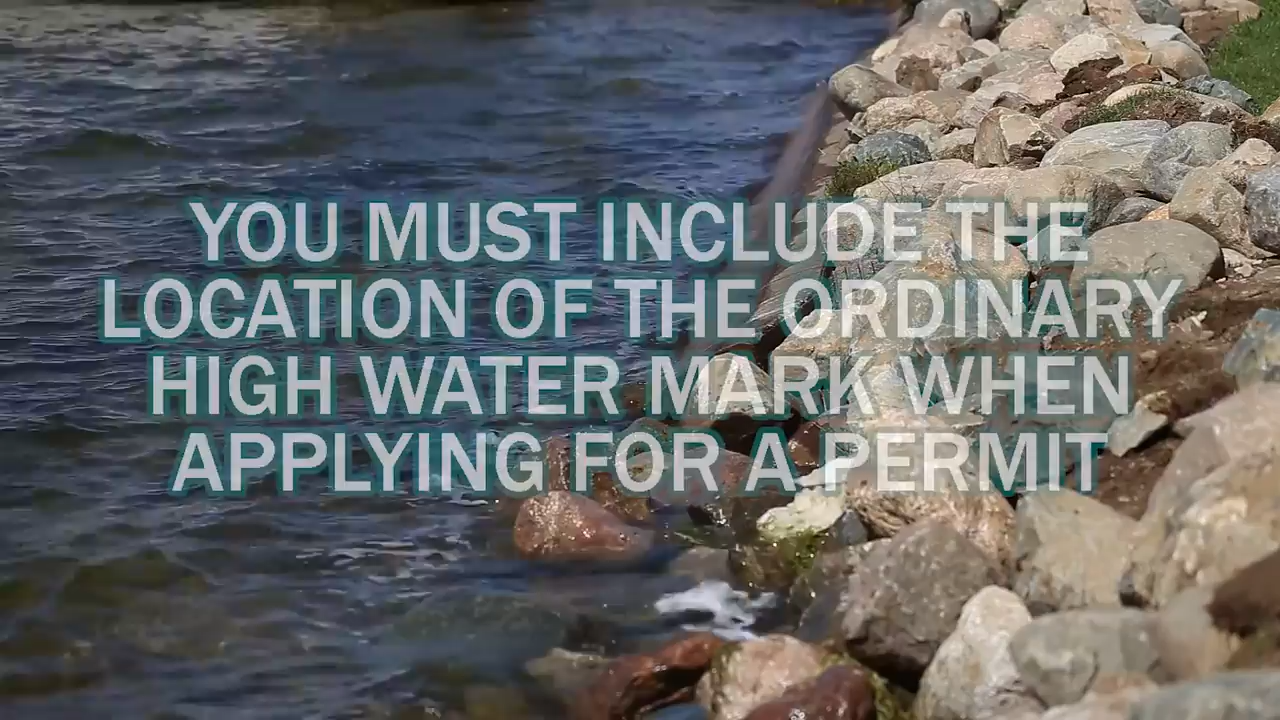 YOU MUST INCLUDE THE
LOCATION OF THE ORDINARY
HIGH WATER MARK WHEN
APPLYING FOR A PERMIT